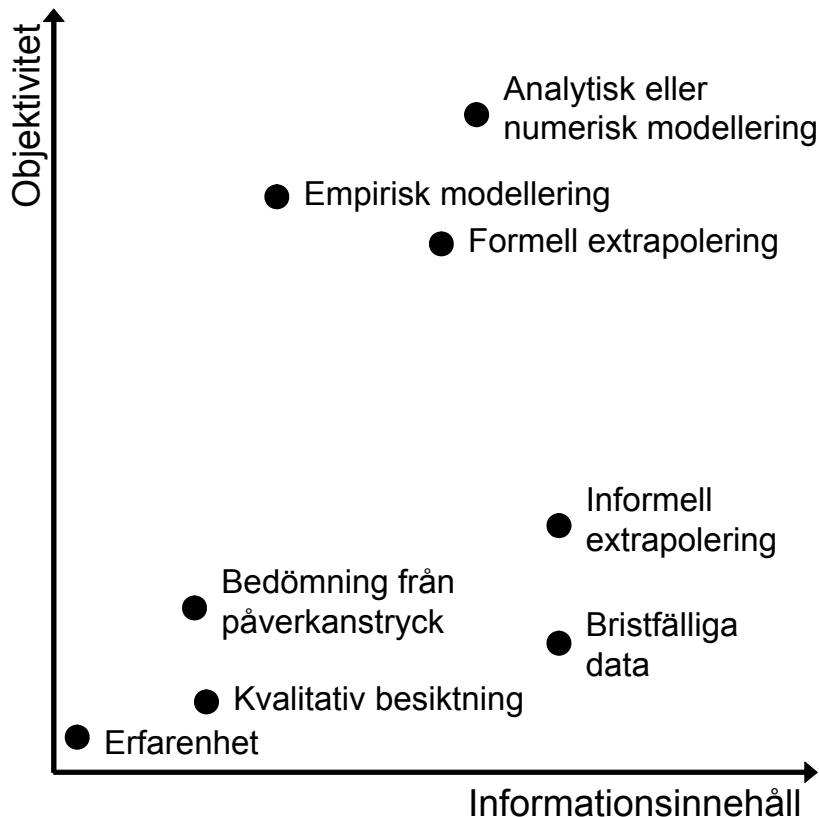 Objektivitet
Analytisk eller
numerisk modellering
Empirisk modellering
Formell extrapolering
Informell
extrapolering
Bedömning från
påverkanstryck
Bristfälliga
data
Kvalitativ besiktning
Erfarenhet
Informationsinnehåll